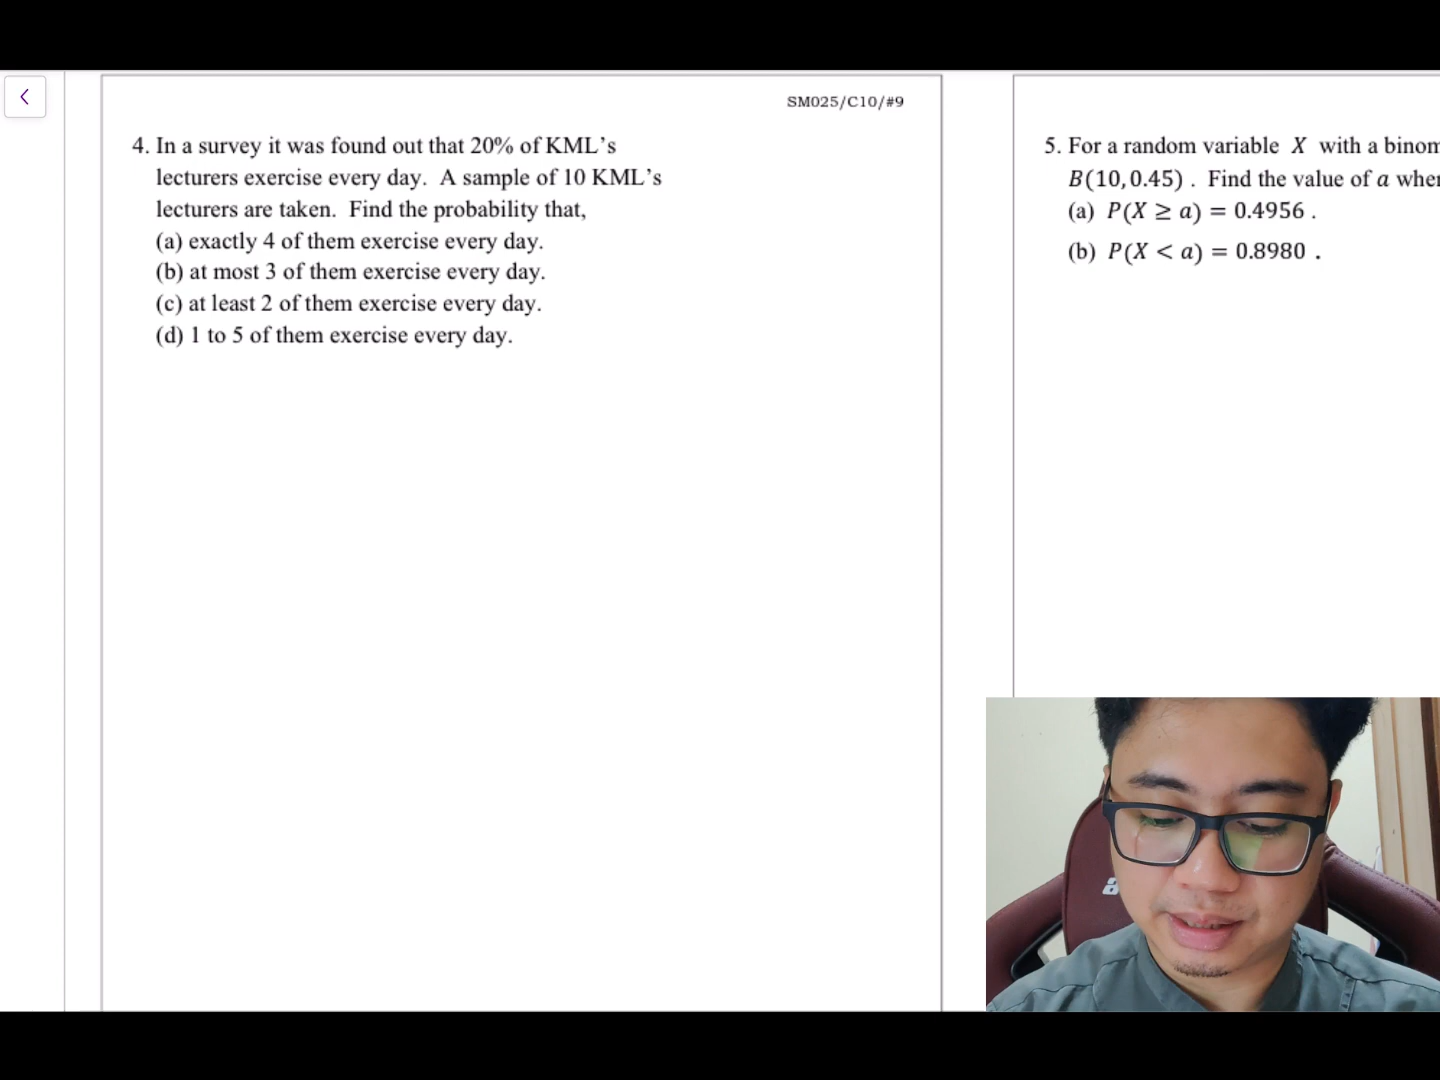 SM025/C10/#9
4. In a survey it was found out that 20% of KML’s
lecturers exercise every day. A sample of 10 KML’s
lecturers are taken. Find the probability that,
(a) exactly 4 of them exercise every day.
(b) at most 3 of them exercise every day.
(c) at least 2 of them exercise every day.
(d) 1 to 5 of them exercise every day.
5. For a random variable X with a binom
B(10,0.45) . Find the value of a when
(a) P(X ≥ a) = 0.4956 .
(b) P(X < a) = 0.8980 .